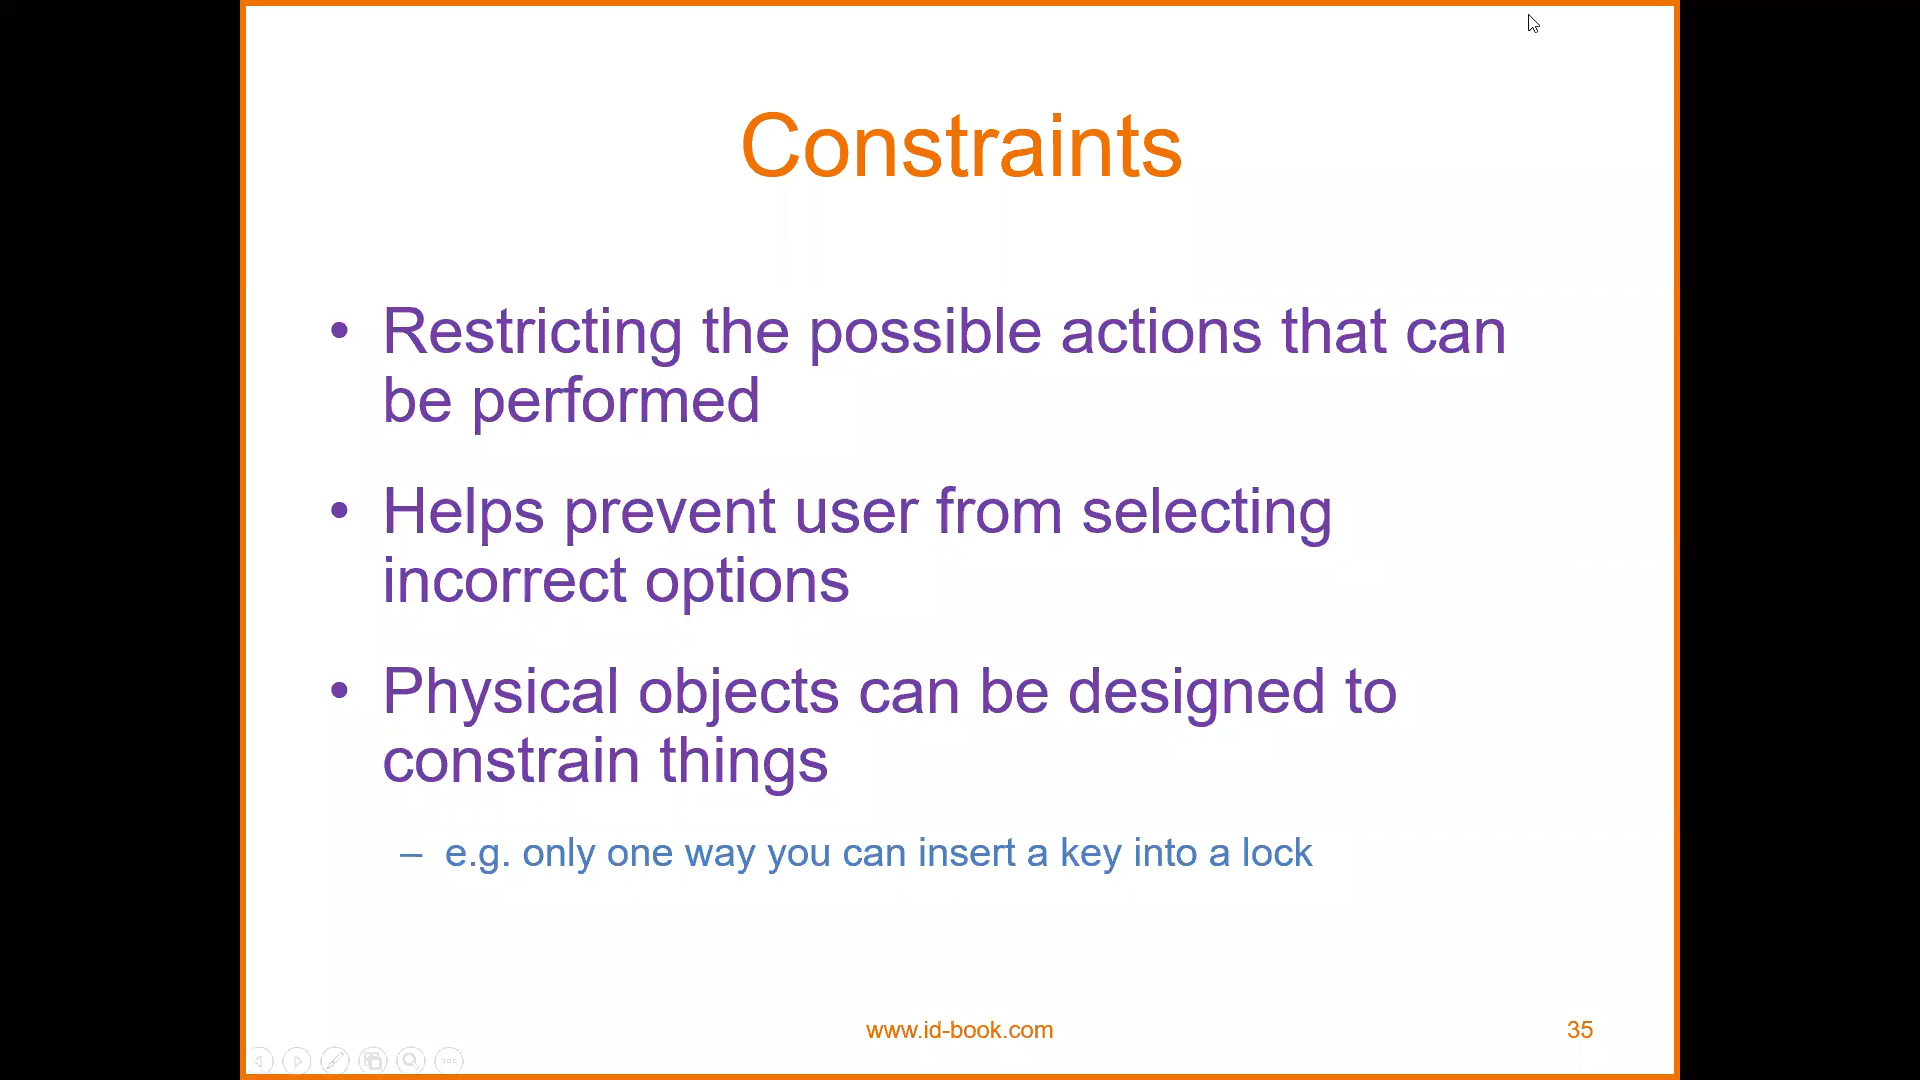 Constraints
• Restricting the possible actions that can
be performed
• Helps prevent user from selecting
incorrect options
• Physical objects can be designed to
constrain things
– e.g. only one way you can insert a key into a lock
www.id-book.com
35